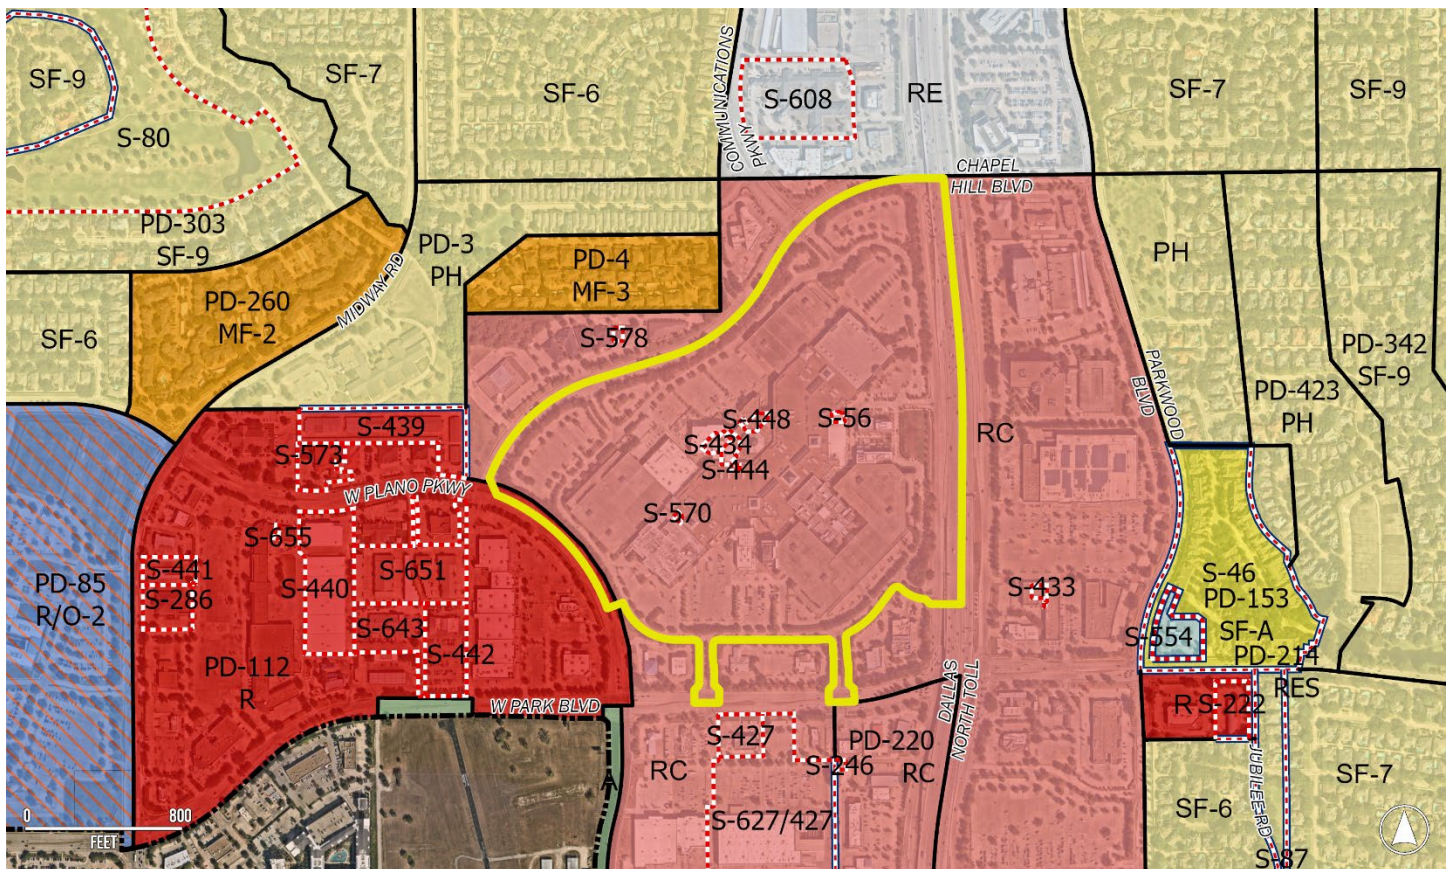 SF-9
SF-7
SF-6
COMMUNICATIONS
PKWY
S-608
RE
SF-7
SF-9
S-80
CHAPEL
HILL BLVD
PD-303
SF-9
PD-3
PH
PD-4
MF-3
PH
PD-260
MF-2
MIDWAY RD
SF-6
S-578
PARKWOOD
BLVD
PD-342
SF-9
PD-423
PH
S-439
S-448
S-56
S-434
S-444
RC
S-573
W PLANO PKWY
S-570
S-655
S-441
S-440
S-651
S-286
PD-85
R/O-2
S-433
S-46
PD-153
SF-A
S-643
S-442
S-554
PD-214
PD-112
R
W PARK BLVD
DALLAS
NORTH TOLL
RES
R
S-222
S-427
PD-220
RC
S-246
RC
A
S-627/427
JUBILEE RD
SF-7
SF-6
0
800
FEET
S-87